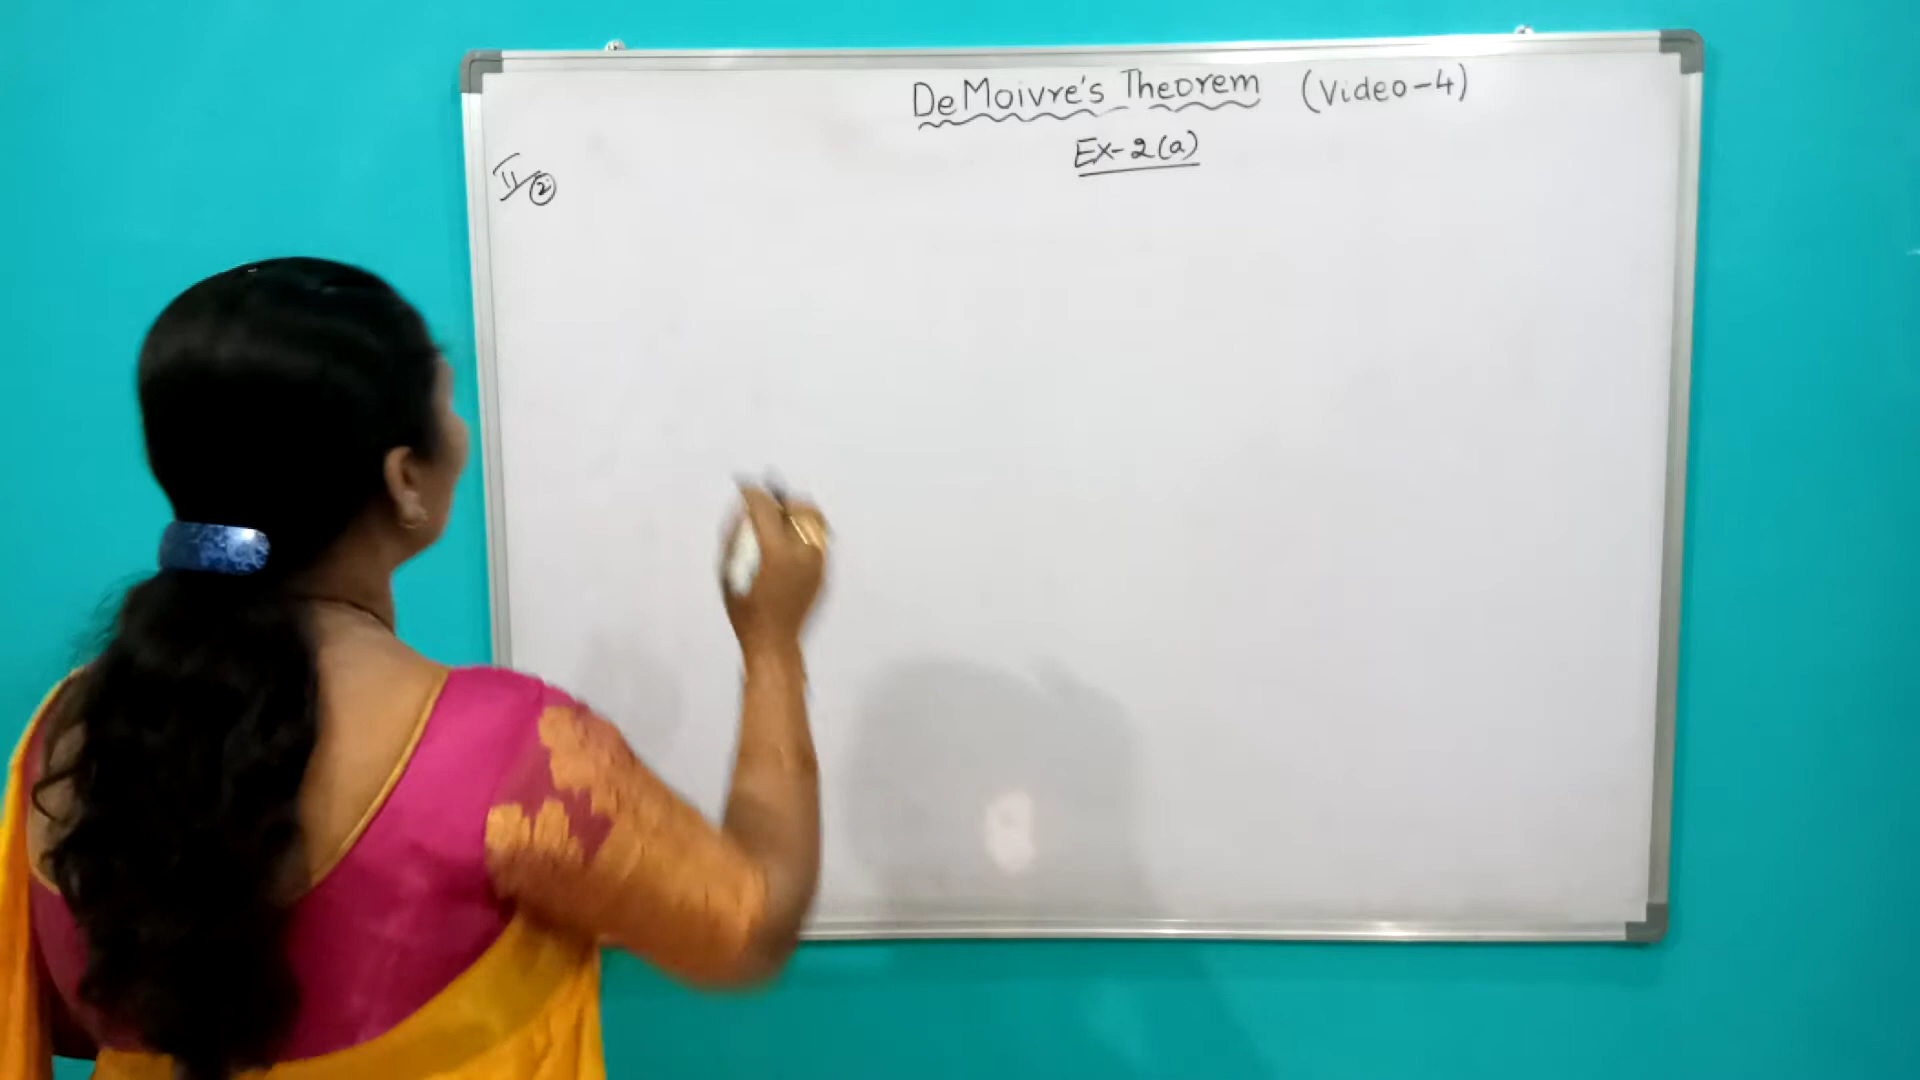 DeMoivre's Theorem (Video-4)
Ex-2(a)
II/②